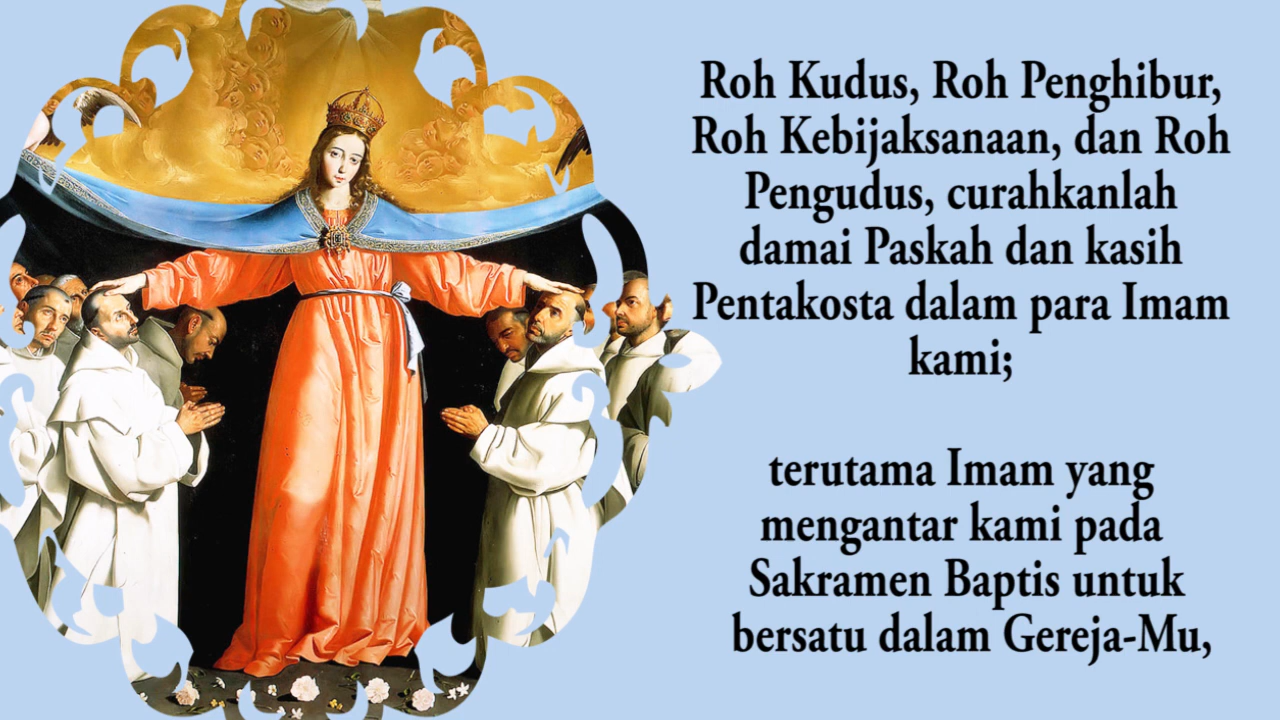 Roh Kudus, Roh Penghibur,
Roh Kebijaksanaan, dan Roh
Pengudus, curahkanlah
damai Paskah dan kasih
Pentakosta dalam para Imam
kami;
terutama Imam yang
mengantar kami pada
Sakramen Baptis untuk
bersatu dalam Gereja-Mu,